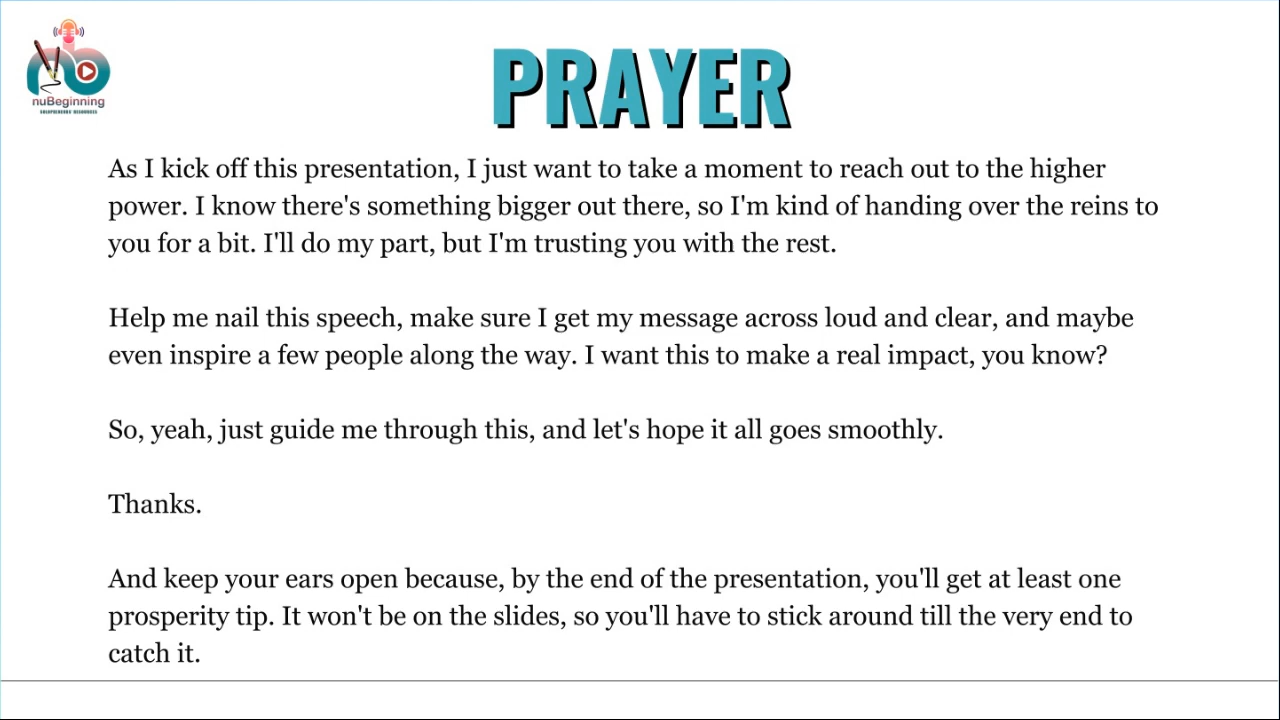 nuBeginning
SOLOPRENEURS' RESOURCES
PRAYER
As I kick off this presentation, I just want to take a moment to reach out to the higher
power. I know there's something bigger out there, so I'm kind of handing over the reins to
you for a bit. I'll do my part, but I'm trusting you with the rest.
Help me nail this speech, make sure I get my message across loud and clear, and maybe
even inspire a few people along the way. I want this to make a real impact, you know?
So, yeah, just guide me through this, and let's hope it all goes smoothly.
Thanks.
And keep your ears open because, by the end of the presentation, you'll get at least one
prosperity tip. It won't be on the slides, so you'll have to stick around till the very end to
catch it.